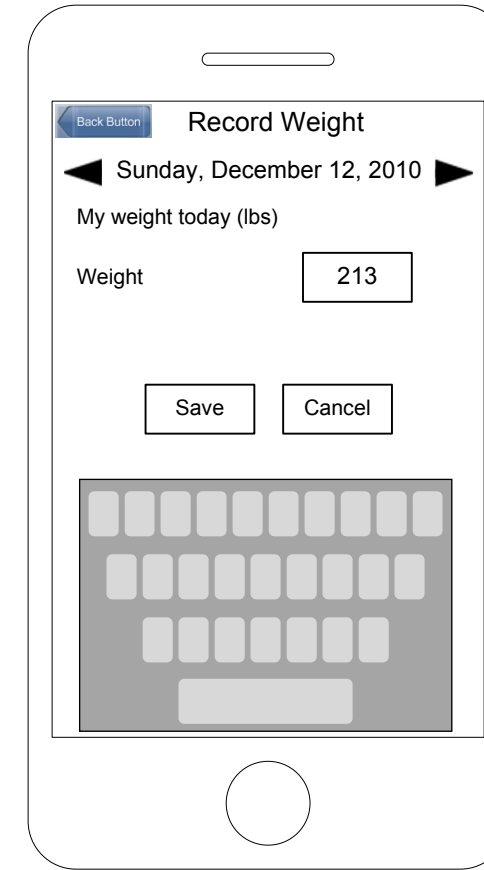 Back Button Record Weight
Sunday, December 12, 2010
My weight today (lbs)
Weight 213
Save Cancel